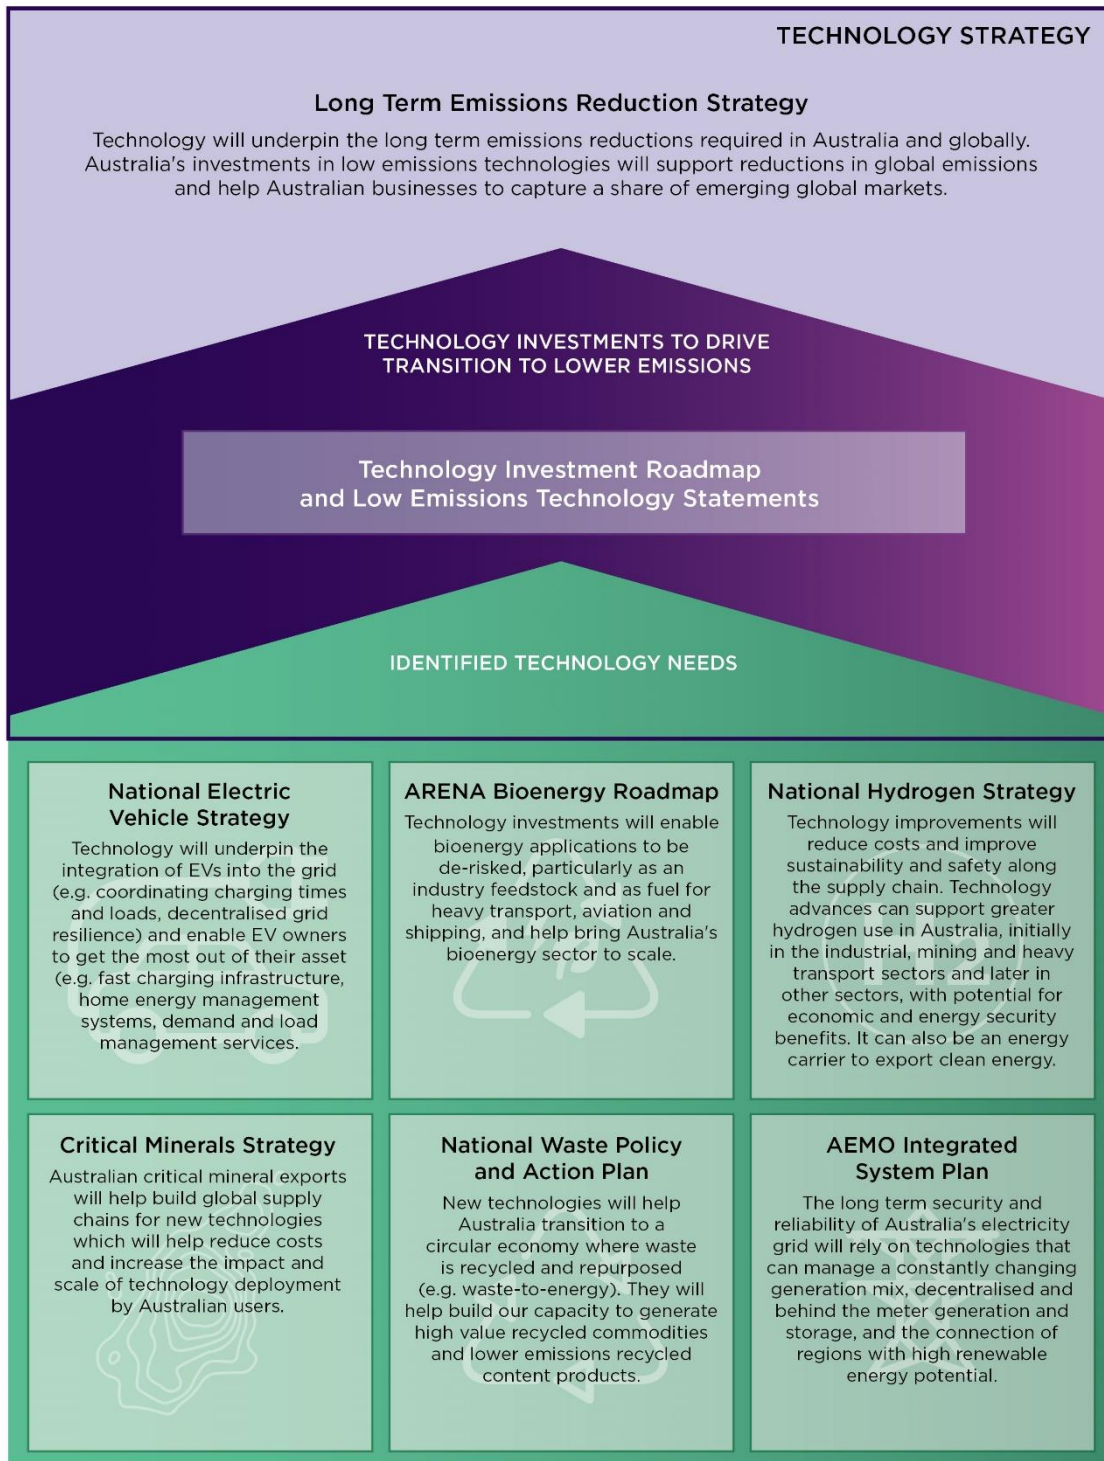 TECHNOLOGY STRATEGY
Long Term Emissions Reduction Strategy
Technology will underpin the long term emissions reductions required in Australia and globally.
Australia's investments in low emissions technologies will support reductions in global emissions
and help Australian businesses to capture a share of emerging global markets.
TECHNOLOGY INVESTMENTS TO DRIVE
TRANSITION TO LOWER EMISSIONS
Technology Investment Roadmap
and Low Emissions Technology Statements
IDENTIFIED TECHNOLOGY NEEDS
National Electric
Vehicle Strategy
Technology will underpin the
integration of EVs into the grid
(e.g. coordinating charging times
and loads, decentralised grid
resilience) and enable EV owners
to get the most out of their asset
(e.g. fast charging infrastructure,
home energy management
systems, demand and load
management services.
ARENA Bioenergy Roadmap
Technology investments will enable
bioenergy applications to be
de-risked, particularly as an
industry feedstock and as fuel for
heavy transport, aviation and
shipping, and help bring Australia's
bioenergy sector to scale.
National Hydrogen Strategy
Technology improvements will
reduce costs and improve
sustainability and safety along
the supply chain. Technology
advances can support greater
hydrogen use in Australia, initially
in the industrial, mining and heavy
transport sectors and later in
other sectors, with potential for
economic and energy security
benefits. It can also be an energy
carrier to export clean energy.
H2
Critical Minerals Strategy
Australian critical mineral exports
will help build global supply
chains for new technologies
which will help reduce costs
and increase the impact and
scale of technology deployment
by Australian users.
National Waste Policy
and Action Plan
New technologies will help
Australia transition to a
circular economy where waste
is recycled and repurposed
(e.g. waste-to-energy). They will
help build our capacity to generate
high value recycled commodities
and lower emissions recycled
content products.
AEMO Integrated
System Plan
The long term security and
reliability of Australia's electricity
grid will rely on technologies that
can manage a constantly changing
generation mix, decentralised and
behind the meter generation and
storage, and the connection of
regions with high renewable
energy potential.